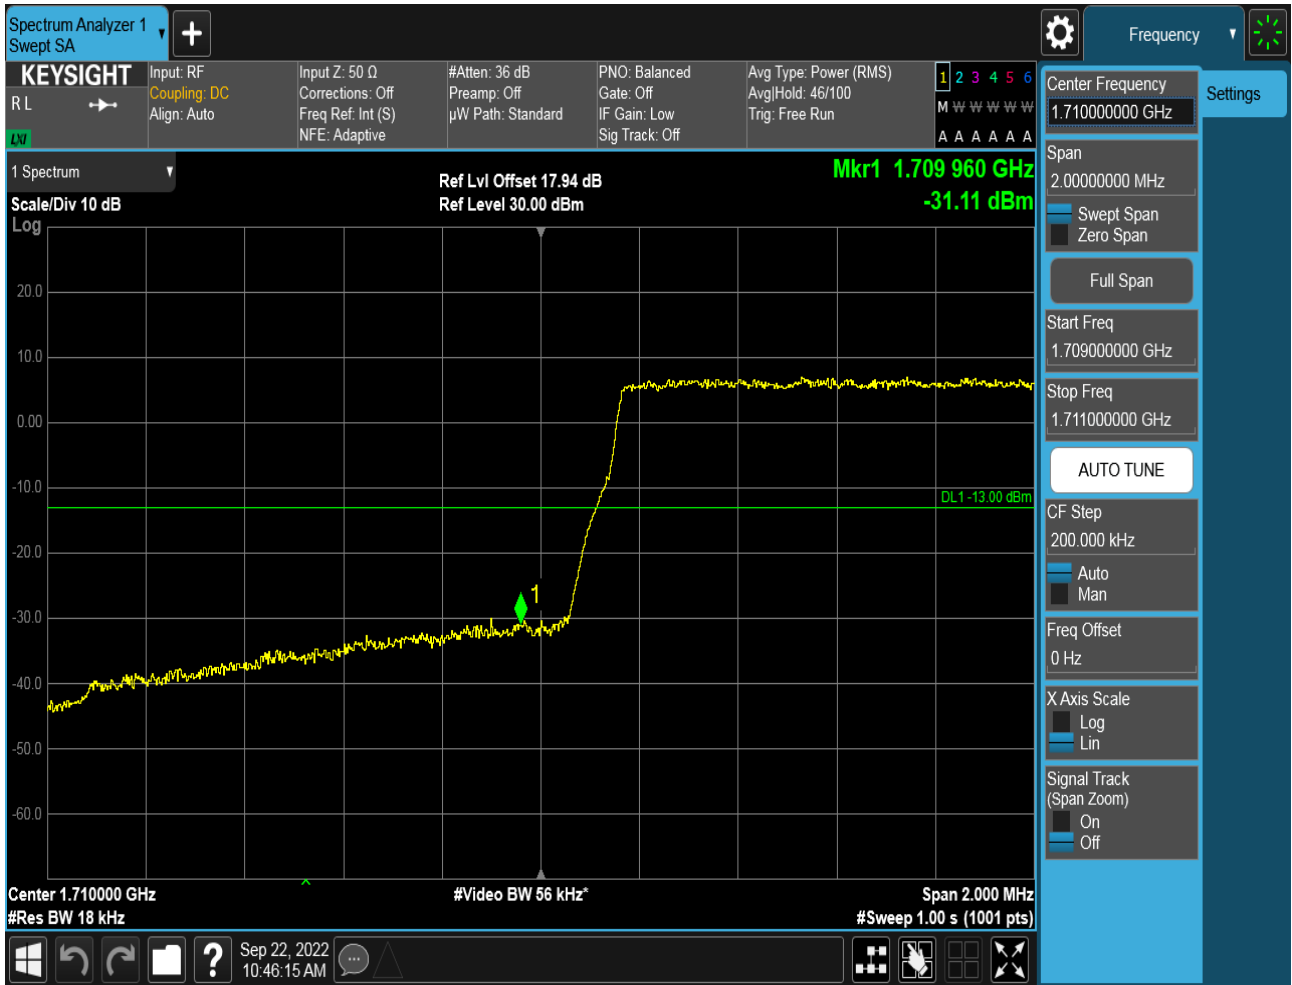 Spectrum Analyzer 1
Swept SA
Frequency
KEYSIGHT
R L
LXI
Input: RF
Coupling: DC
Align: Auto
Input Z: 50 Ω
Corrections: Off
Freq Ref: Int (S)
NFE: Adaptive
#Atten: 36 dB
Preamp: Off
µW Path: Standard
PNO: Balanced
Gate: Off
IF Gain: Low
Sig Track: Off
Avg Type: Power (RMS)
Avg|Hold: 46/100
Trig: Free Run
1 2 3 4 5 6
M W W W W W
A A A A A A
1 Spectrum
Scale/Div 10 dB
Log
Ref Lvl Offset 17.94 dB
Ref Level 30.00 dBm
Mkr1 1.709 960 GHz
-31.11 dBm
20.0
10.0
0.00
-10.0
-20.0
-30.0
-40.0
-50.0
-60.0
DL1 -13.00 dBm
1
Center 1.710000 GHz
#Res BW 18 kHz
#Video BW 56 kHz*
Span 2.000 MHz
#Sweep 1.00 s (1001 pts)
Sep 22, 2022
10:46:15 AM
?
Center Frequency
1.710000000 GHz
Settings
Span
2.00000000 MHz
Swept Span
Zero Span
Full Span
Start Freq
1.709000000 GHz
Stop Freq
1.711000000 GHz
AUTO TUNE
CF Step
200.000 kHz
Auto
Man
Freq Offset
0 Hz
X Axis Scale
Log
Lin
Signal Track
(Span Zoom)
On
Off